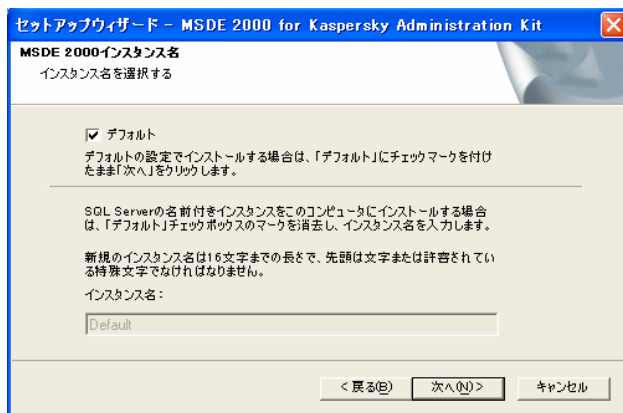 セットアップウィザード - MSDE 2000 for Kaspersky Administration Kit
MSDE 2000インスタンス名
インスタンス名を選択する
デフォルト
デフォルトの設定でインストールする場合は、「デフォルト」にチェックマークを付け
たまま「次へ」をクリックします。
SQL Serverの名前付きインスタンスをこのコンピュータにインストールする場合
は、「デフォルト」チェックボックスのマークを消去し、インスタンス名を入力します。
新規のインスタンス名は16文字までの長さで、先頭は文字または許容されてい
る特殊文字でなければなりません。
インスタンス名：
Default
< 戻る(B)
次へ(N) >
キャンセル